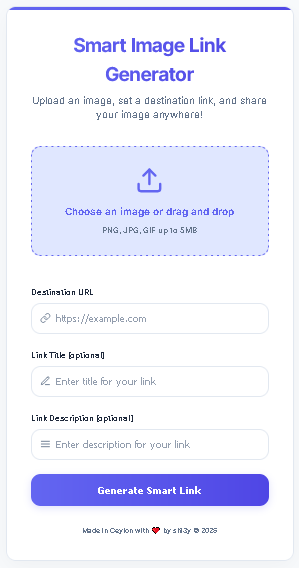 Smart Image Link
Generator
Upload an image, set a destination link, and share
your image anywhere!
Choose an image or drag and drop
PNG, JPG, GIF up to 5MB
Destination URL
https://example.com
Link Title (optional)
Enter title for your link
Link Description (optional)
Enter description for your link
Generate Smart Link
Made in Ceylon with ❤️ by sh13y © 2025